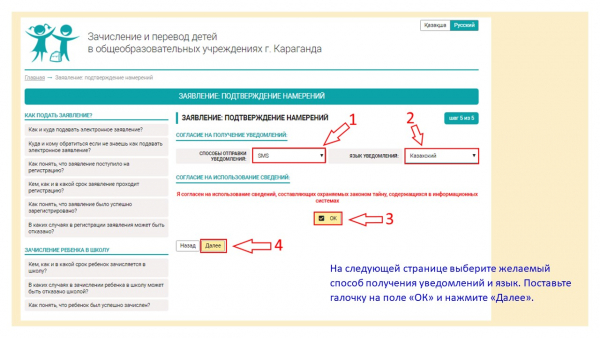 Қазақша Русский
Зачисление и перевод детей
в общеобразовательных учреждениях г. Караганда
Главная → Заявление: подтверждение намерений
ЗАЯВЛЕНИЕ: ПОДТВЕРЖДЕНИЕ НАМЕРЕНИЙ
КАК ПОДАТЬ ЗАЯВЛЕНИЕ?
Как и куда подавать электронное заявление?
Куда и кому обратиться если не знаешь как подавать
электронное заявление?
Как понять, что заявление поступило на
регистрацию?
Кем, как и в какой срок заявление проходит
регистрацию?
Как понять, что заявление было успешно
зарегистрировано?
В каких случаях в регистрации заявления может быть
отказано?
ЗАЧИСЛЕНИЕ РЕБЕНКА В ШКОЛУ
Кем, как и в какой срок ребенок зачисляется в
школу?
В каких случаях в зачислении ребенка в школу может
быть отказано школой?
Как понять, что ребенок был успешно зачислен?
ЗАЯВЛЕНИЕ: ПОДТВЕРЖДЕНИЕ НАМЕРЕНИЙ
шаг 5 из 5
1
2
СОГЛАСИЕ НА ПОЛУЧЕНИЕ УВЕДОМЛЕНИЙ:
СПОСОБЫ ОТПРАВКИ
УВЕДОМЛЕНИЙ:
SMS
ЯЗЫК УВЕДОМЛЕНИЙ:
Казахский
СОГЛАСИЕ НА ИСПОЛЬЗОВАНИЕ СВЕДЕНИЙ:
Я согласен на использование сведений, составляющих охраняемых законом тайну, содержащихся в информационных
системах
ОК
3
Назад Далее
4
На следующей странице выберите желаемый
способ получения уведомлений и язык. Поставьте
галочку на поле «ОК» и нажмите «Далее».